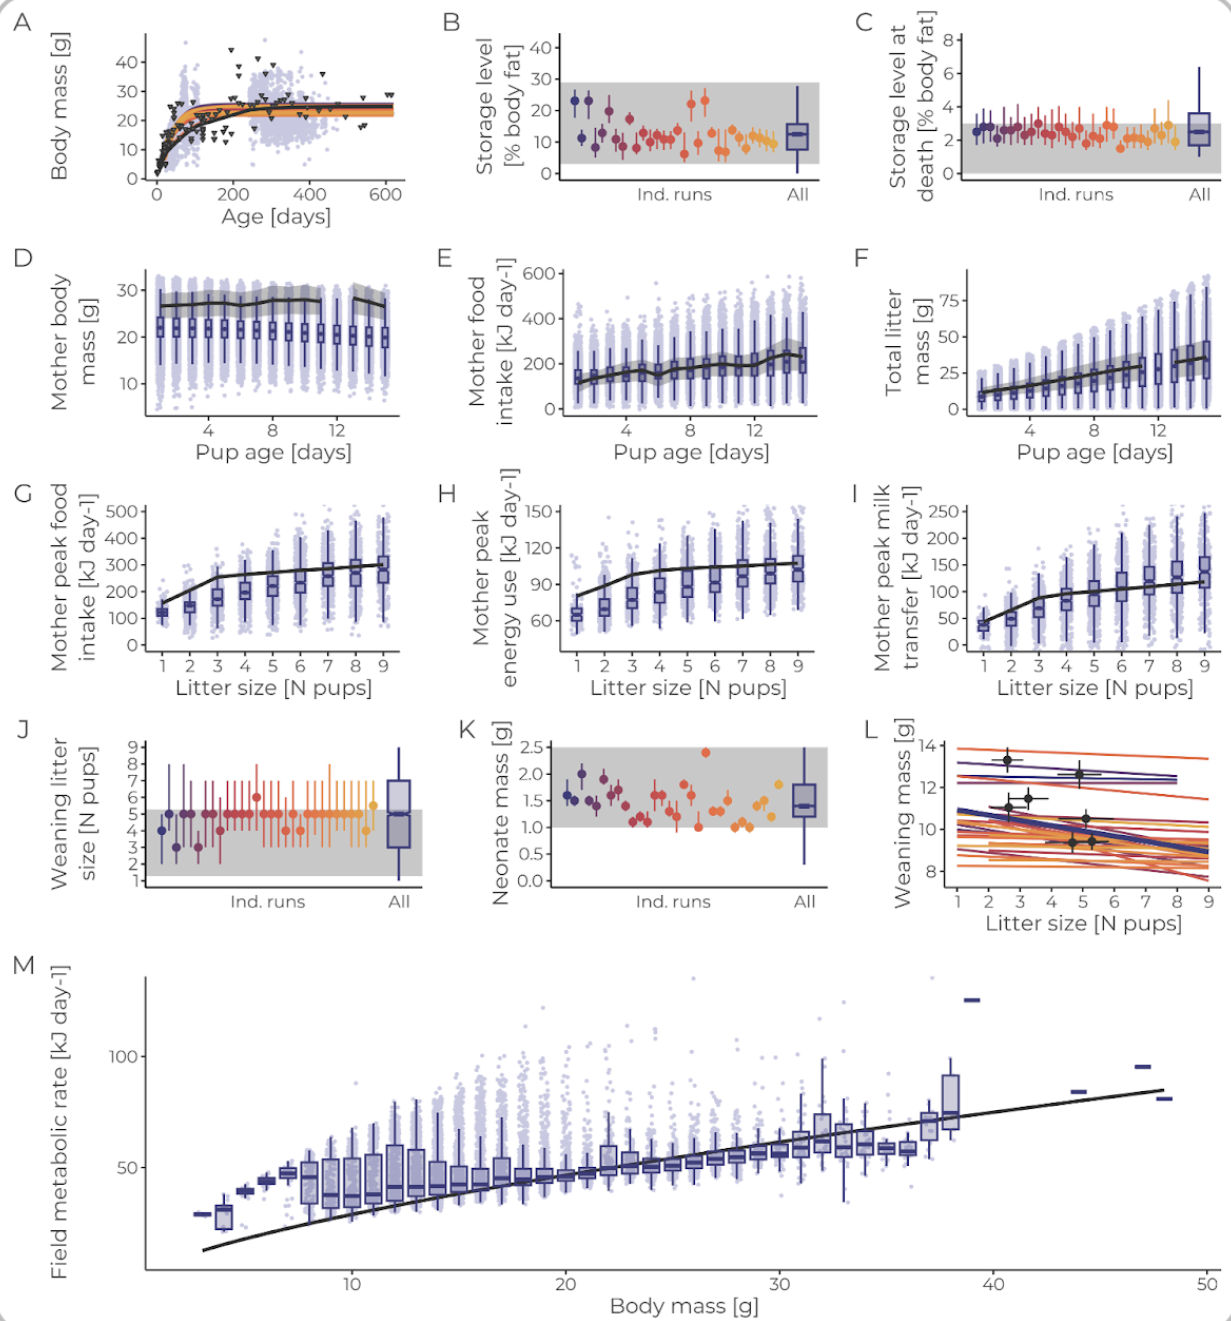 A
Body mass [g]
40
30
20
10
0
0
200
400
600
Age [days]
B
Storage level
[% body fat]
40
30
20
10
0
Ind. runs
All
C
Storage level at
death [% body fat]
8
6
4
2
0
Ind. runs
All
D
Mother body
mass [g]
30
20
10
4
8
12
Pup age [days]
E
Mother food
intake [kJ day-1]
600
400
200
0
4
8
12
Pup age [days]
F
Total litter
mass [g]
75
50
25
0
4
8
12
Pup age [days]
G
Mother peak food
intake [kJ day-1]
500
400
300
200
100
0
1 2 3 4 5 6 7 8 9
Litter size [N pups]
H
Mother peak
energy use [kJ day-1]
150
120
90
60
1 2 3 4 5 6 7 8 9
Litter size [N pups]
I
Mother peak milk
transfer [kJ day-1]
250
200
150
100
50
0
1 2 3 4 5 6 7 8 9
Litter size [N pups]
J
Weaning litter
size [N pups]
9
8
7
6
5
4
3
2
1
Ind. runs
All
K
Neonate mass [g]
2.5
2.0
1.5
1.0
0.5
0.0
Ind. runs
All
L
Weaning mass [g]
14
12
10
8
1 2 3 4 5 6 7 8 9
Litter size [N pups]
M
Field metabolic rate [kJ day-1]
100
50
10
20
30
40
50
Body mass [g]